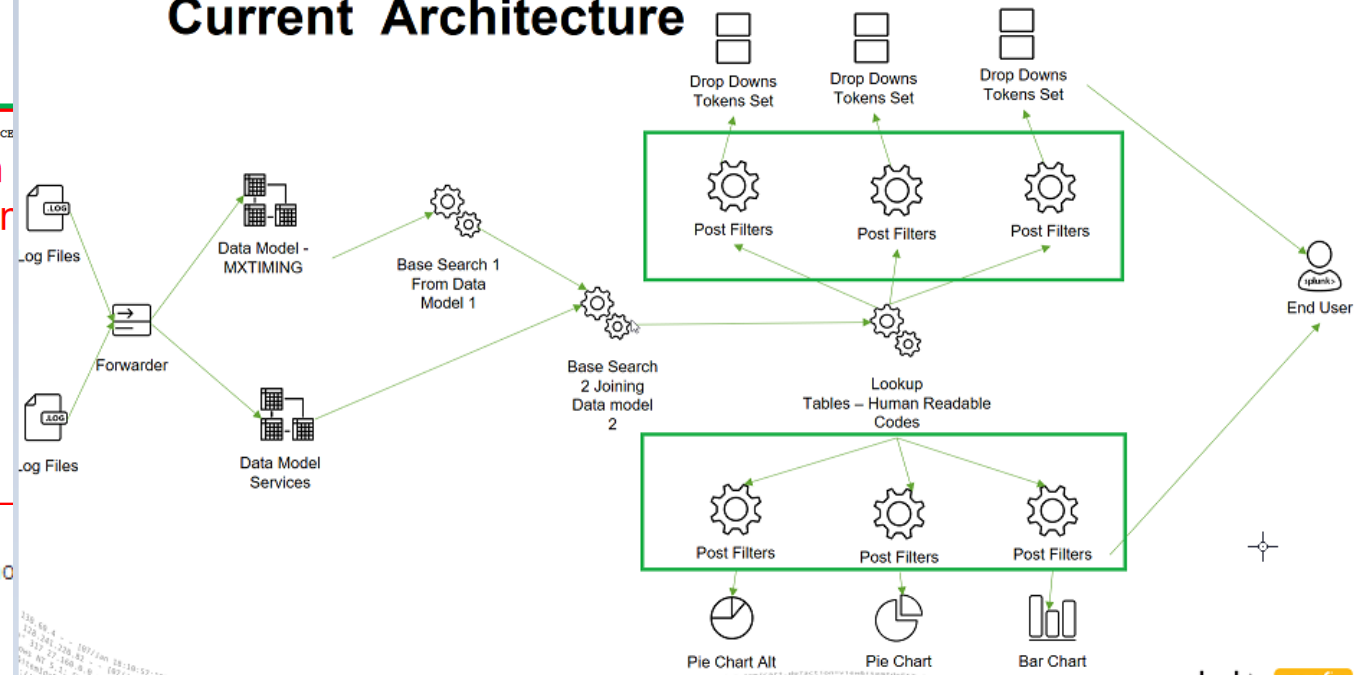 Current Architecture
Drop Downs
Tokens Set
Drop Downs
Tokens Set
Drop Downs
Tokens Set
.LOG
Log Files
Data Model -
MXTIMING
Base Search 1
From Data
Model 1
Post Filters
Post Filters
Post Filters
splunk>
End User
Forwarder
Base Search
2 Joining
Data model
2
Lookup
Tables – Human Readable
Codes
.LOG
Log Files
Data Model
Services
Post Filters
Post Filters
Post Filters
Pie Chart Alt
Pie Chart
Bar Chart